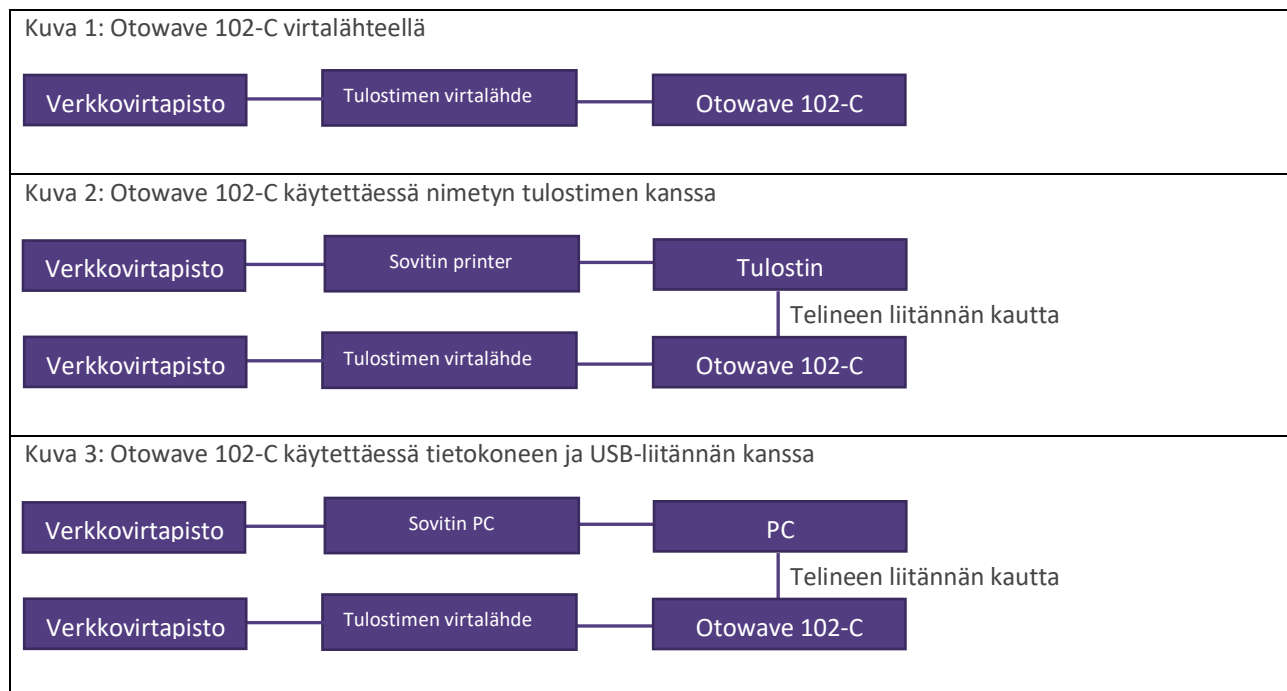 Kuva 1: Otowave 102-C virtalähteellä
Verkkovirtapisto
Tulostimen virtalähde
Otowave 102-C
Kuva 2: Otowave 102-C käytettäessä nimetyn tulostimen kanssa
Verkkovirtapisto
Sovitin printer
Tulostin
Telineen liitännän kautta
Verkkovirtapisto
Tulostimen virtalähde
Otowave 102-C
Kuva 3: Otowave 102-C käytettäessä tietokoneen ja USB-liitännän kanssa
Verkkovirtapisto
Sovitin PC
PC
Telineen liitännän kautta
Verkkovirtapisto
Tulostimen virtalähde
Otowave 102-C